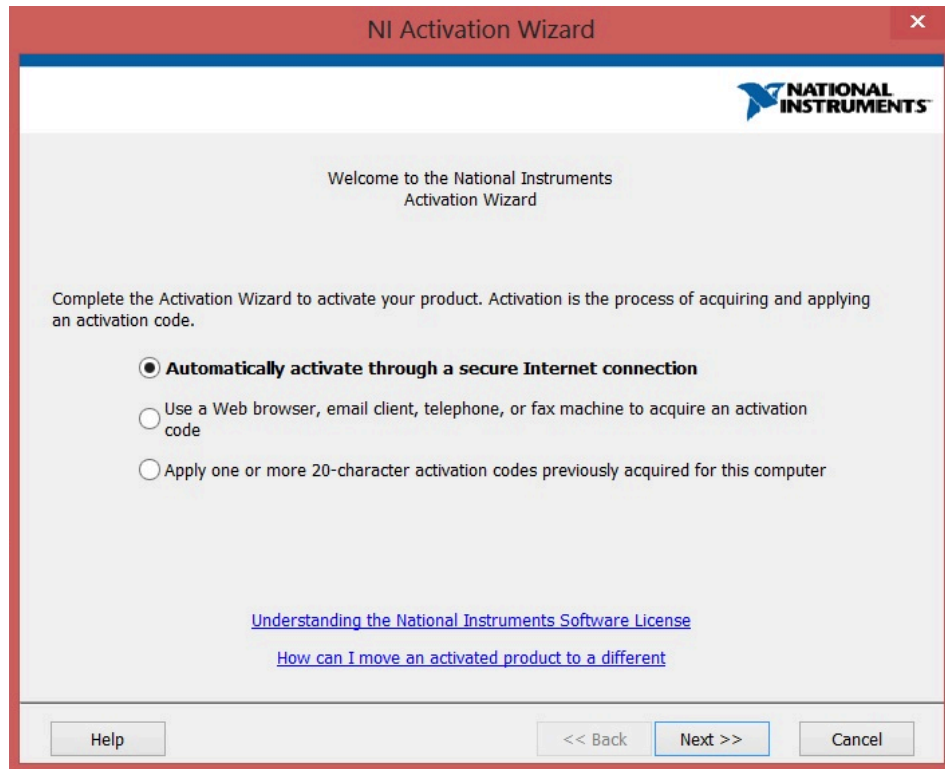 NI Activation Wizard
NATIONAL
INSTRUMENTS
Welcome to the National Instruments
Activation Wizard
Complete the Activation Wizard to activate your product. Activation is the process of acquiring and applying
an activation code.
Automatically activate through a secure Internet connection
Use a Web browser, email client, telephone, or fax machine to acquire an activation
code
Apply one or more 20-character activation codes previously acquired for this computer
Understanding the National Instruments Software License
How can I move an activated product to a different
Help << Back Next >> Cancel